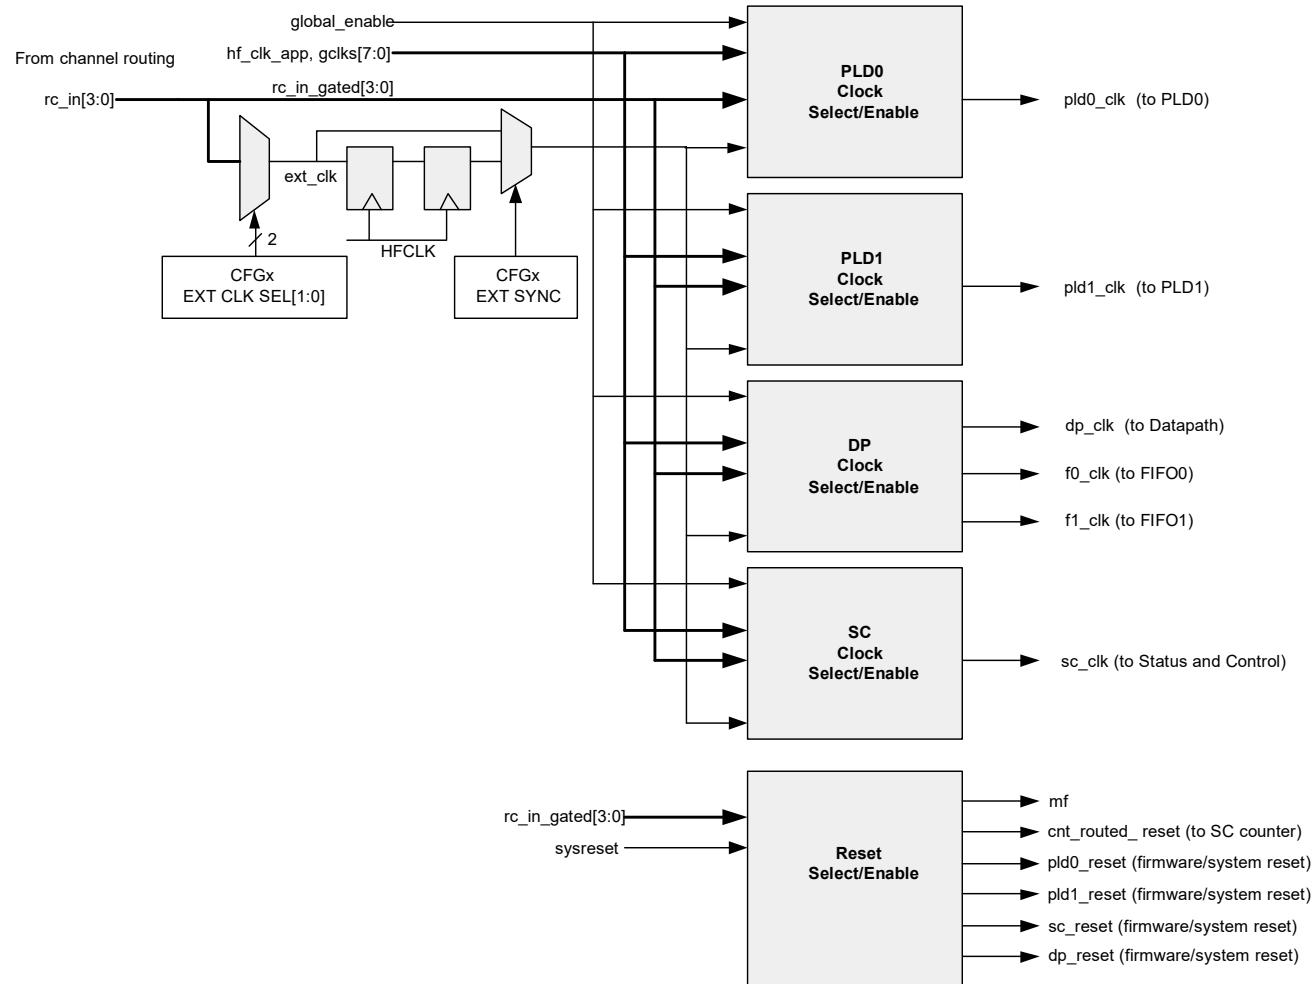 global_enable
hf_clk_app, gclks[7:0]
From channel routing
rc_in[3:0]
rc_in_gated[3:0]
PLD0
Clock
Select/Enable
pld0_clk (to PLD0)
ext_clk
2
HFCLK
CFGx
EXT CLK SEL[1:0]
CFGx
EXT SYNC
PLD1
Clock
Select/Enable
pld1_clk (to PLD1)
DP
Clock
Select/Enable
dp_clk (to Datapath)
f0_clk (to FIFO0)
f1_clk (to FIFO1)
SC
Clock
Select/Enable
sc_clk (to Status and Control)
rc_in_gated[3:0]
sysreset
Reset
Select/Enable
mf
cnt_routed_ reset (to SC counter)
pld0_reset (firmware/system reset)
pld1_reset (firmware/system reset)
sc_reset (firmware/system reset)
dp_reset (firmware/system reset)